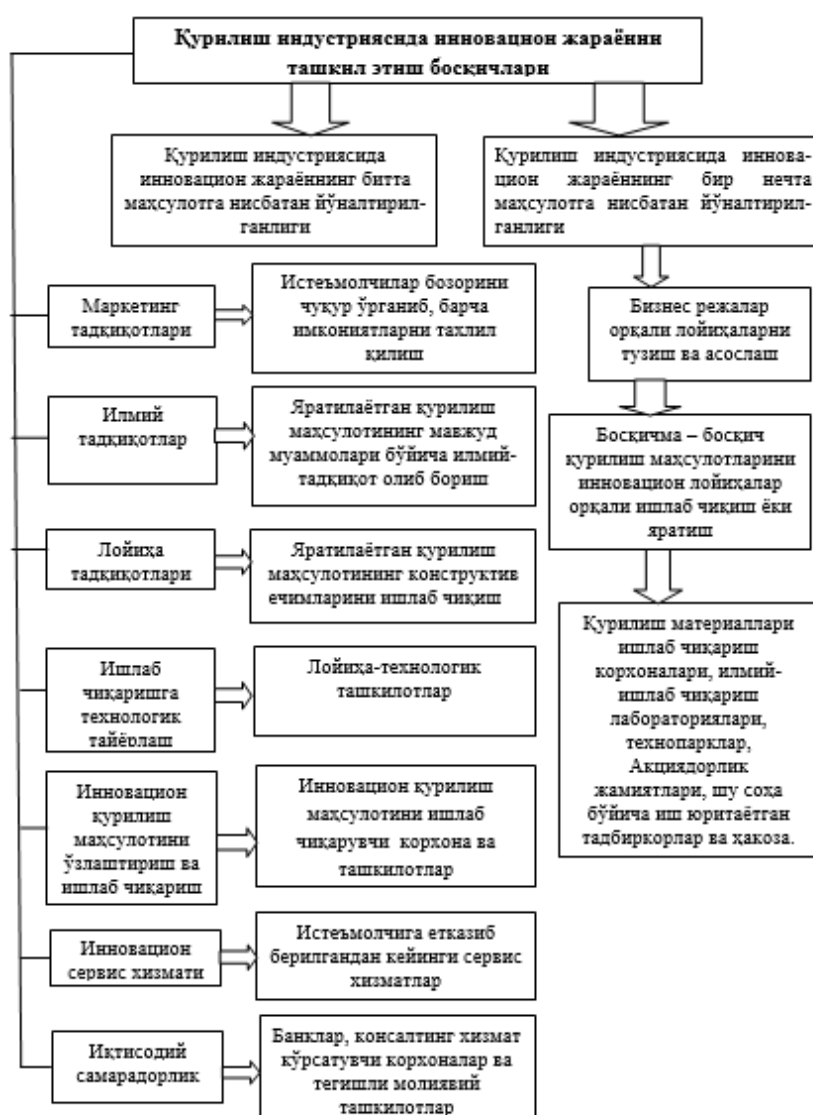 Қурилиш индустриясида инновацион жараённи
ташкил этиш босқичлари
Қурилиш индустриясида
инновацион жараённинг битта
маҳсулотга нисбатан йўналтирил-
ганлиги
Қурилиш индустриясида иннова-
цион жараённинг бир нечта
маҳсулотга нисбатан йўналтирил-
ганлиги
Маркетинг
тадқиқотлари
Истеъмолчилар бозорини
чуқур ўрганиб, барча
имкониятларни тахлил
қилиш
Бизнес режалар
орқали лойиҳаларни
тузиш ва асослаш
Илмий
тадқиқотлар
Яратилаётган қурилиш
маҳсулотининг мавжуд
муаммолари бўйича илмий-
тадқиқот олиб бориш
Босқичма – босқич
қурилиш маҳсулотларини
инновацион лойиҳалар
орқали ишлаб чиқиш ёки
яратиш
Лойиҳа
тадқиқотлари
Яратилаётган қурилиш
маҳсулотининг конструктив
ечимларини ишлаб чиқиш
Қурилиш материаллари
ишлаб чиқариш
корхоналари, илмий-
ишлаб чиқариш
лабораториялари,
технопарклар,
Акциядорлик
жамиятлари, шу соҳа
бўйича иш юритаётган
тадбиркорлар ва ҳакоза.
Ишлаб
чиқаришга
технологик
тайёрлаш
Лойиҳа-технологик
ташкилотлар
Инновацион
қурилиш
маҳсулотини
ўзлаштириш ва
ишлаб чиқариш
Инновацион қурилиш
маҳсулотини ишлаб
чиқарувчи корхона ва
ташкилотлар
Инновацион
сервис хизмати
Истеъмолчига етказиб
берилгандан кейинги сервис
хизматлар
Иқтисодий
самарадорлик
Банклар, консалтинг хизмат
кўрсатувчи корхоналар ва
тегишли молиявий
ташкилотлар